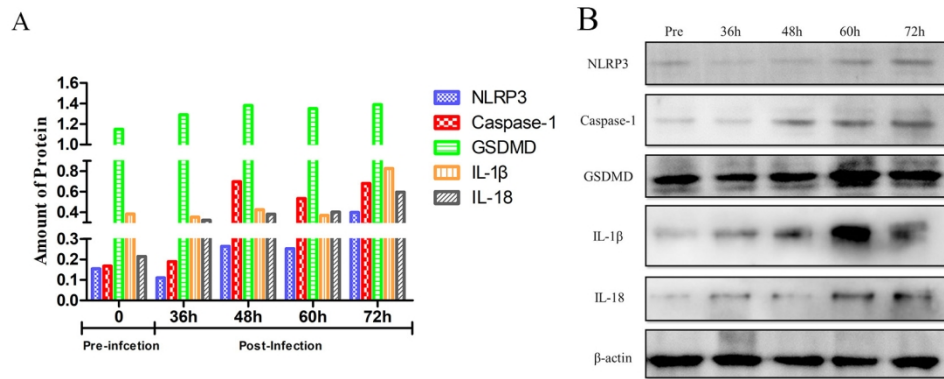 A
Amount of Protein
1.6
1.4
1.2
1.0
0.8
0.6
0.4
0.3
0.2
0.1
0.0
0 36h 48h 60h 72h
Pre-infcetion Post-Infection
NLRP3
Caspase-1
GSDMD
IL-1β
IL-18
B
Pre 36h 48h 60h 72h
NLRP3
Caspase-1
GSDMD
IL-1β
IL-18
β-actin